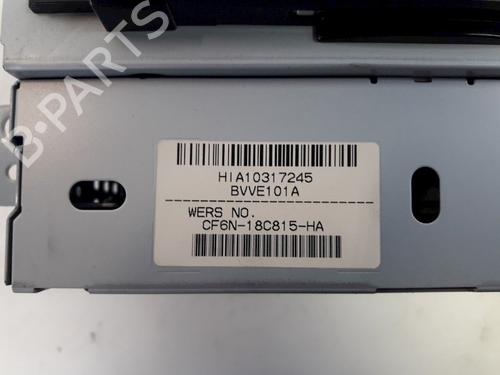 HIA10317245
BVVE101A
WERS NO.
CF6N-18C815-HA
B-PARTS